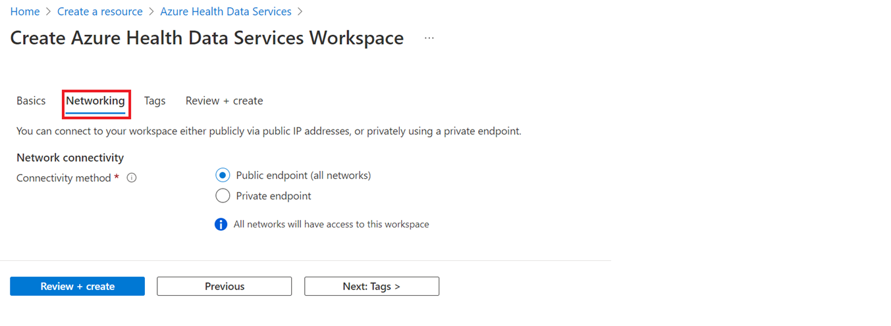 Home > Create a resource > Azure Health Data Services >
Create Azure Health Data Services Workspace ...
Basics Networking Tags Review + create
You can connect to your workspace either publicly via public IP addresses, or privately using a private endpoint.
Network connectivity
Connectivity method *
Public endpoint (all networks)
Private endpoint
All networks will have access to this workspace
Review + create Previous Next: Tags >